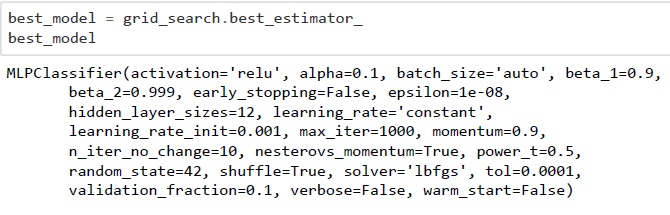 best_model = grid_search.best_estimator_
best_model
MLPClassifier(activation='relu', alpha=0.1, batch_size='auto', beta_1=0.9,
beta_2=0.999, early_stopping=False, epsilon=1e-08,
hidden_layer_sizes=12, learning_rate='constant',
learning_rate_init=0.001, max_iter=1000, momentum=0.9,
n_iter_no_change=10, nesterovs_momentum=True, power_t=0.5,
random_state=42, shuffle=True, solver='lbfgs', tol=0.0001,
validation_fraction=0.1, verbose=False, warm_start=False)